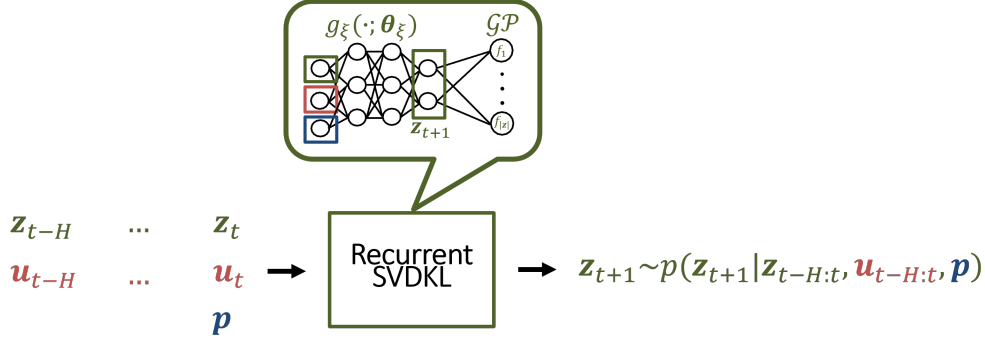 g_ξ(·; θ_ξ) 𝒢𝒫
f_1
z_{t+1}
f_{|z|}
z_{t−H} ... z_t
u_{t−H} ... u_t
p
Recurrent
SVDKL
z_{t+1}~p(z_{t+1}|z_{t−H:t}, u_{t−H:t}, p)